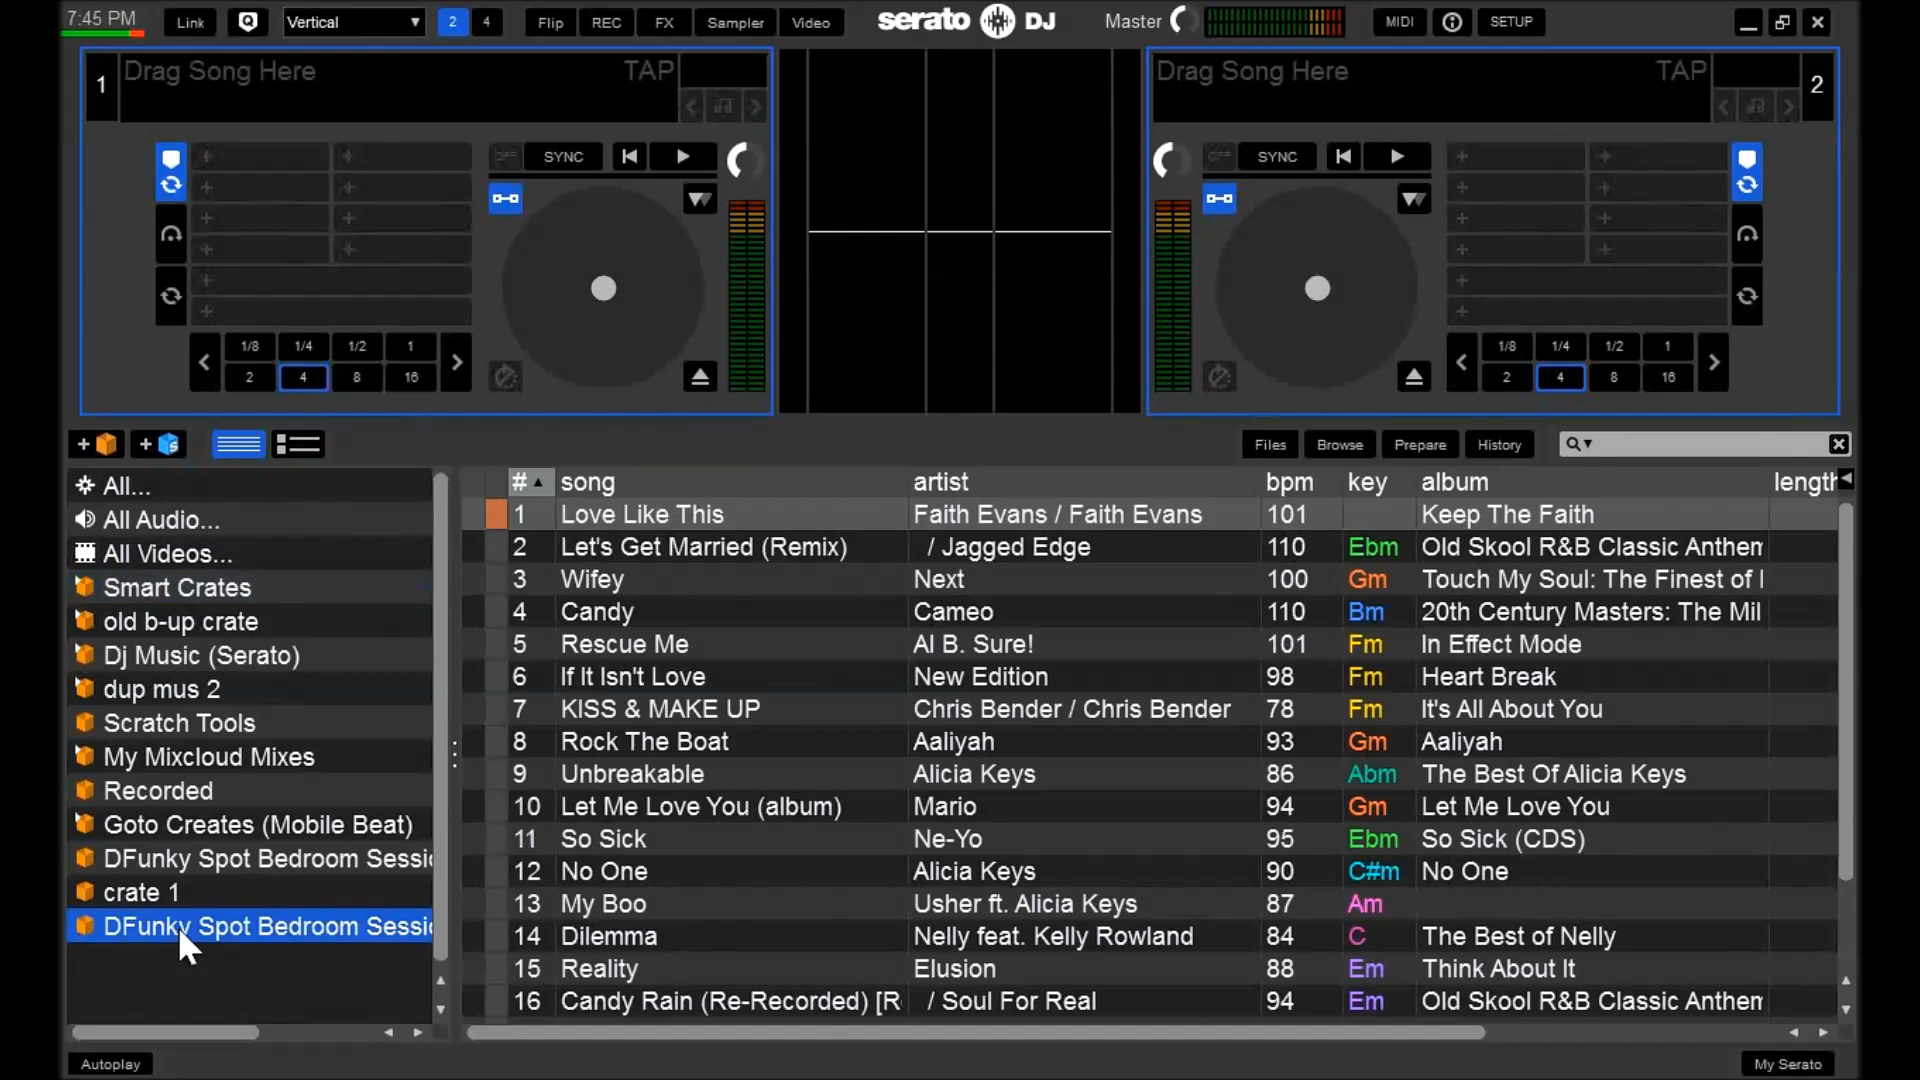 7:45 PM Link Vertical 2 4 Flip REC FX Sampler Video serato DJ Master MIDI SETUP
1 Drag Song Here TAP Drag Song Here TAP 2
SYNC SYNC
1/8 1/4 1/2 1 1/8 1/4 1/2 1
2 4 8 16 2 4 8 16
Files Browse Prepare History
All...
All Audio...
All Videos...
Smart Crates
old b-up crate
Dj Music (Serato)
dup mus 2
Scratch Tools
My Mixcloud Mixes
Recorded
Goto Creates (Mobile Beat)
DFunky Spot Bedroom Sessi
crate 1
DFunky Spot Bedroom Sessi
# song artist bpm key album length
1 Love Like This Faith Evans / Faith Evans 101 Keep The Faith
2 Let's Get Married (Remix) / Jagged Edge 110 Ebm Old Skool R&B Classic Anthem
3 Wifey Next 100 Gm Touch My Soul: The Finest of
4 Candy Cameo 110 Bm 20th Century Masters: The Mil
5 Rescue Me Al B. Sure! 101 Fm In Effect Mode
6 If It Isn't Love New Edition 98 Fm Heart Break
7 KISS & MAKE UP Chris Bender / Chris Bender 78 Fm It's All About You
8 Rock The Boat Aaliyah 93 Gm Aaliyah
9 Unbreakable Alicia Keys 86 Abm The Best Of Alicia Keys
10 Let Me Love You (album) Mario 94 Gm Let Me Love You
11 So Sick Ne-Yo 95 Ebm So Sick (CDS)
12 No One Alicia Keys 90 C#m No One
13 My Boo Usher ft. Alicia Keys 87 Am
14 Dilemma Nelly feat. Kelly Rowland 84 C The Best of Nelly
15 Reality Elusion 88 Em Think About It
16 Candy Rain (Re-Recorded) [R / Soul For Real 94 Em Old Skool R&B Classic Anthem
Autoplay My Serato